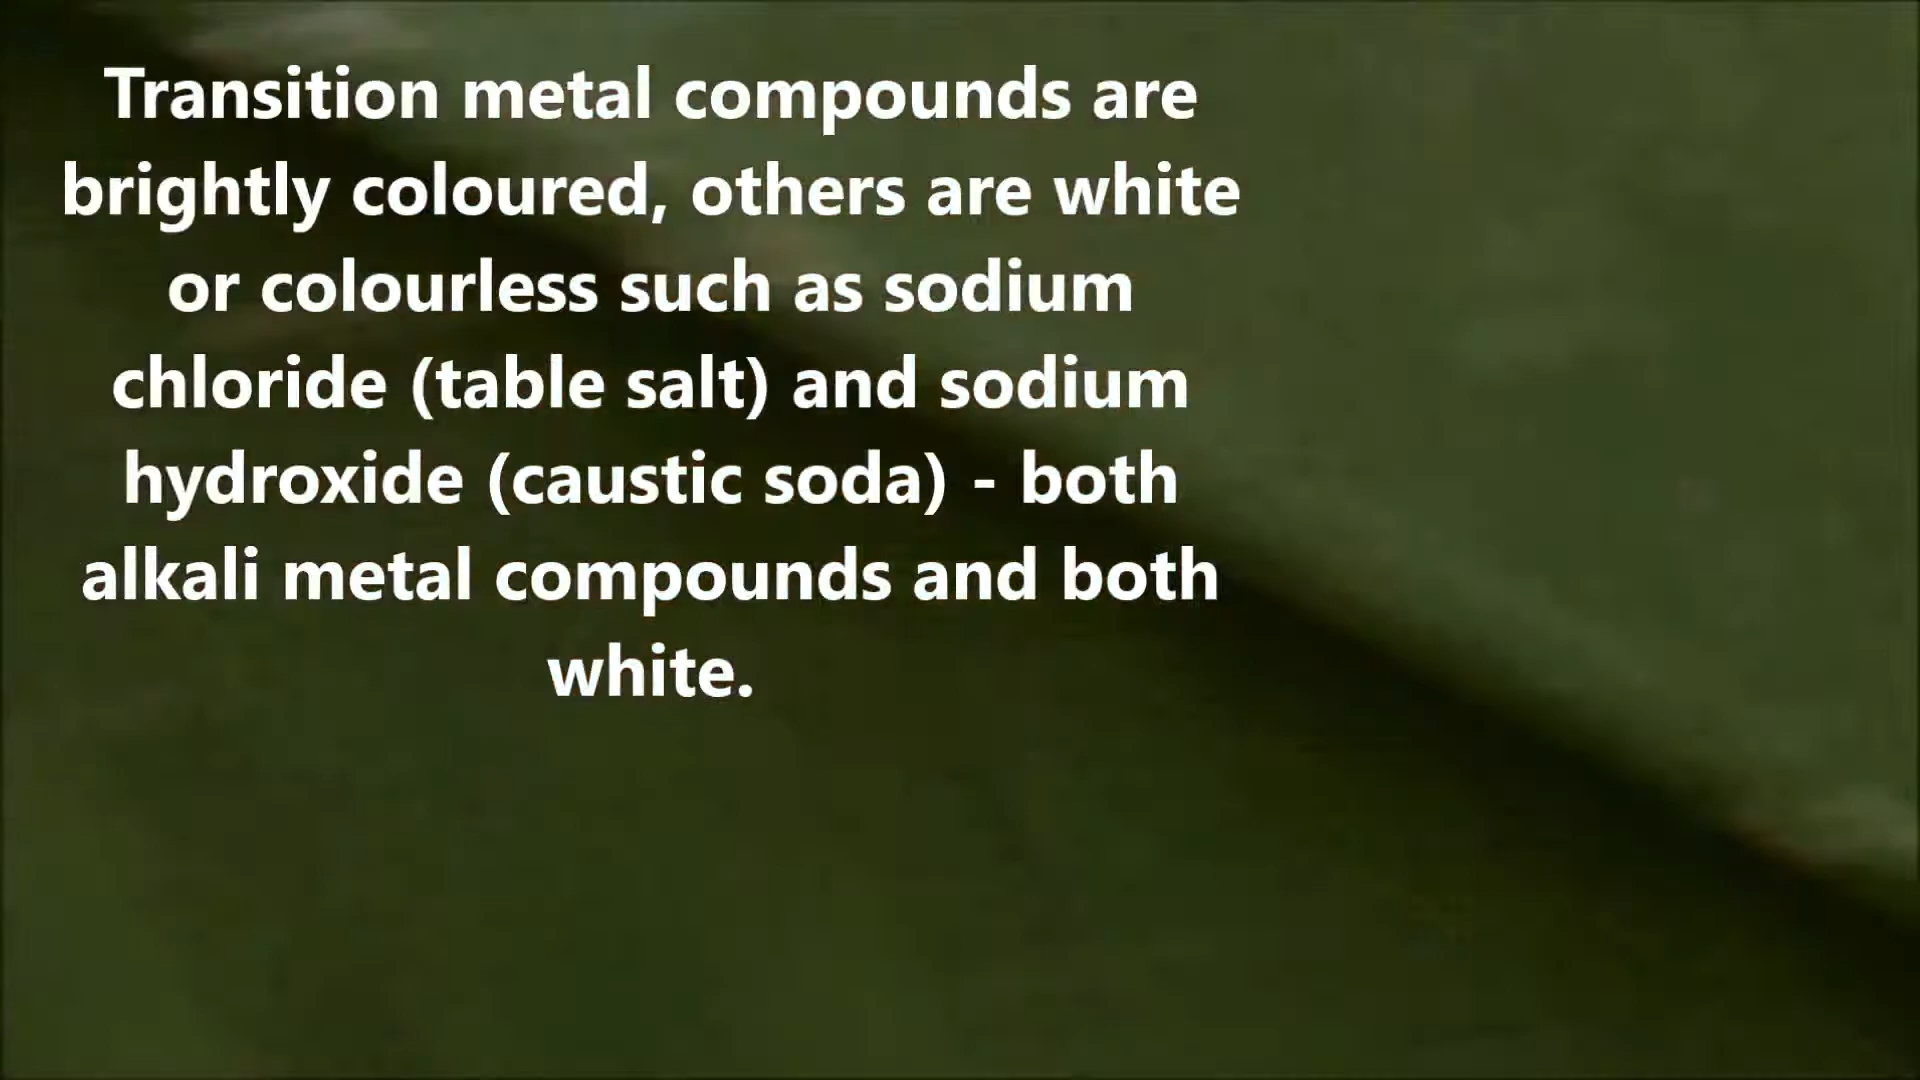 Transition metal compounds are
brightly coloured, others are white
or colourless such as sodium
chloride (table salt) and sodium
hydroxide (caustic soda) - both
alkali metal compounds and both
white.